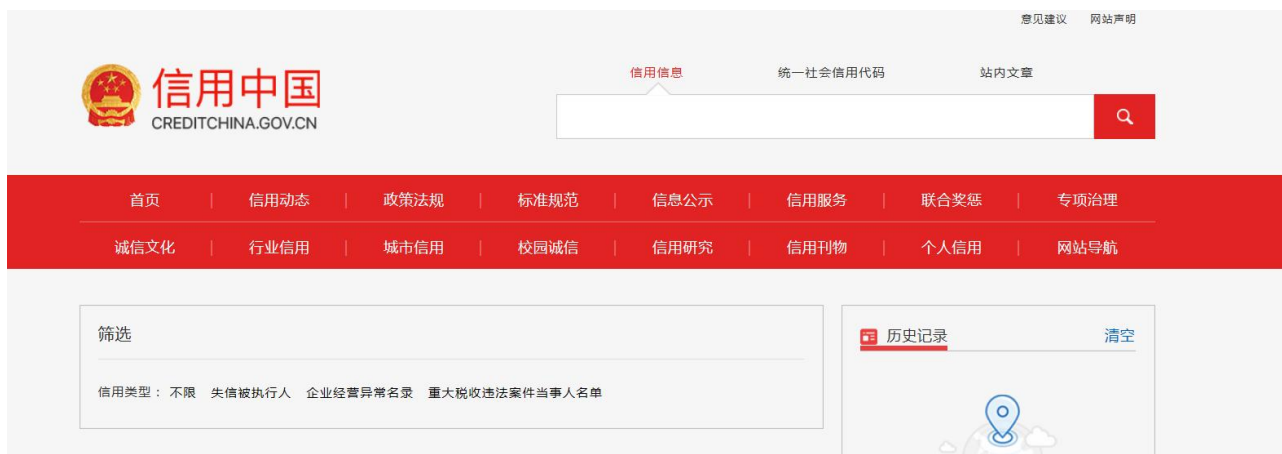 意见建议 网站声明
信用中国
CREDITCHINA.GOV.CN
信用信息 统一社会信用代码 站内文章
首页 信用动态 政策法规 标准规范 信息公示 信用服务 联合奖惩 专项治理
诚信文化 行业信用 城市信用 校园诚信 信用研究 信用刊物 个人信用 网站导航
筛选
信用类型： 不限 失信被执行人 企业经营异常名录 重大税收违法案件当事人名单
历史记录 清空